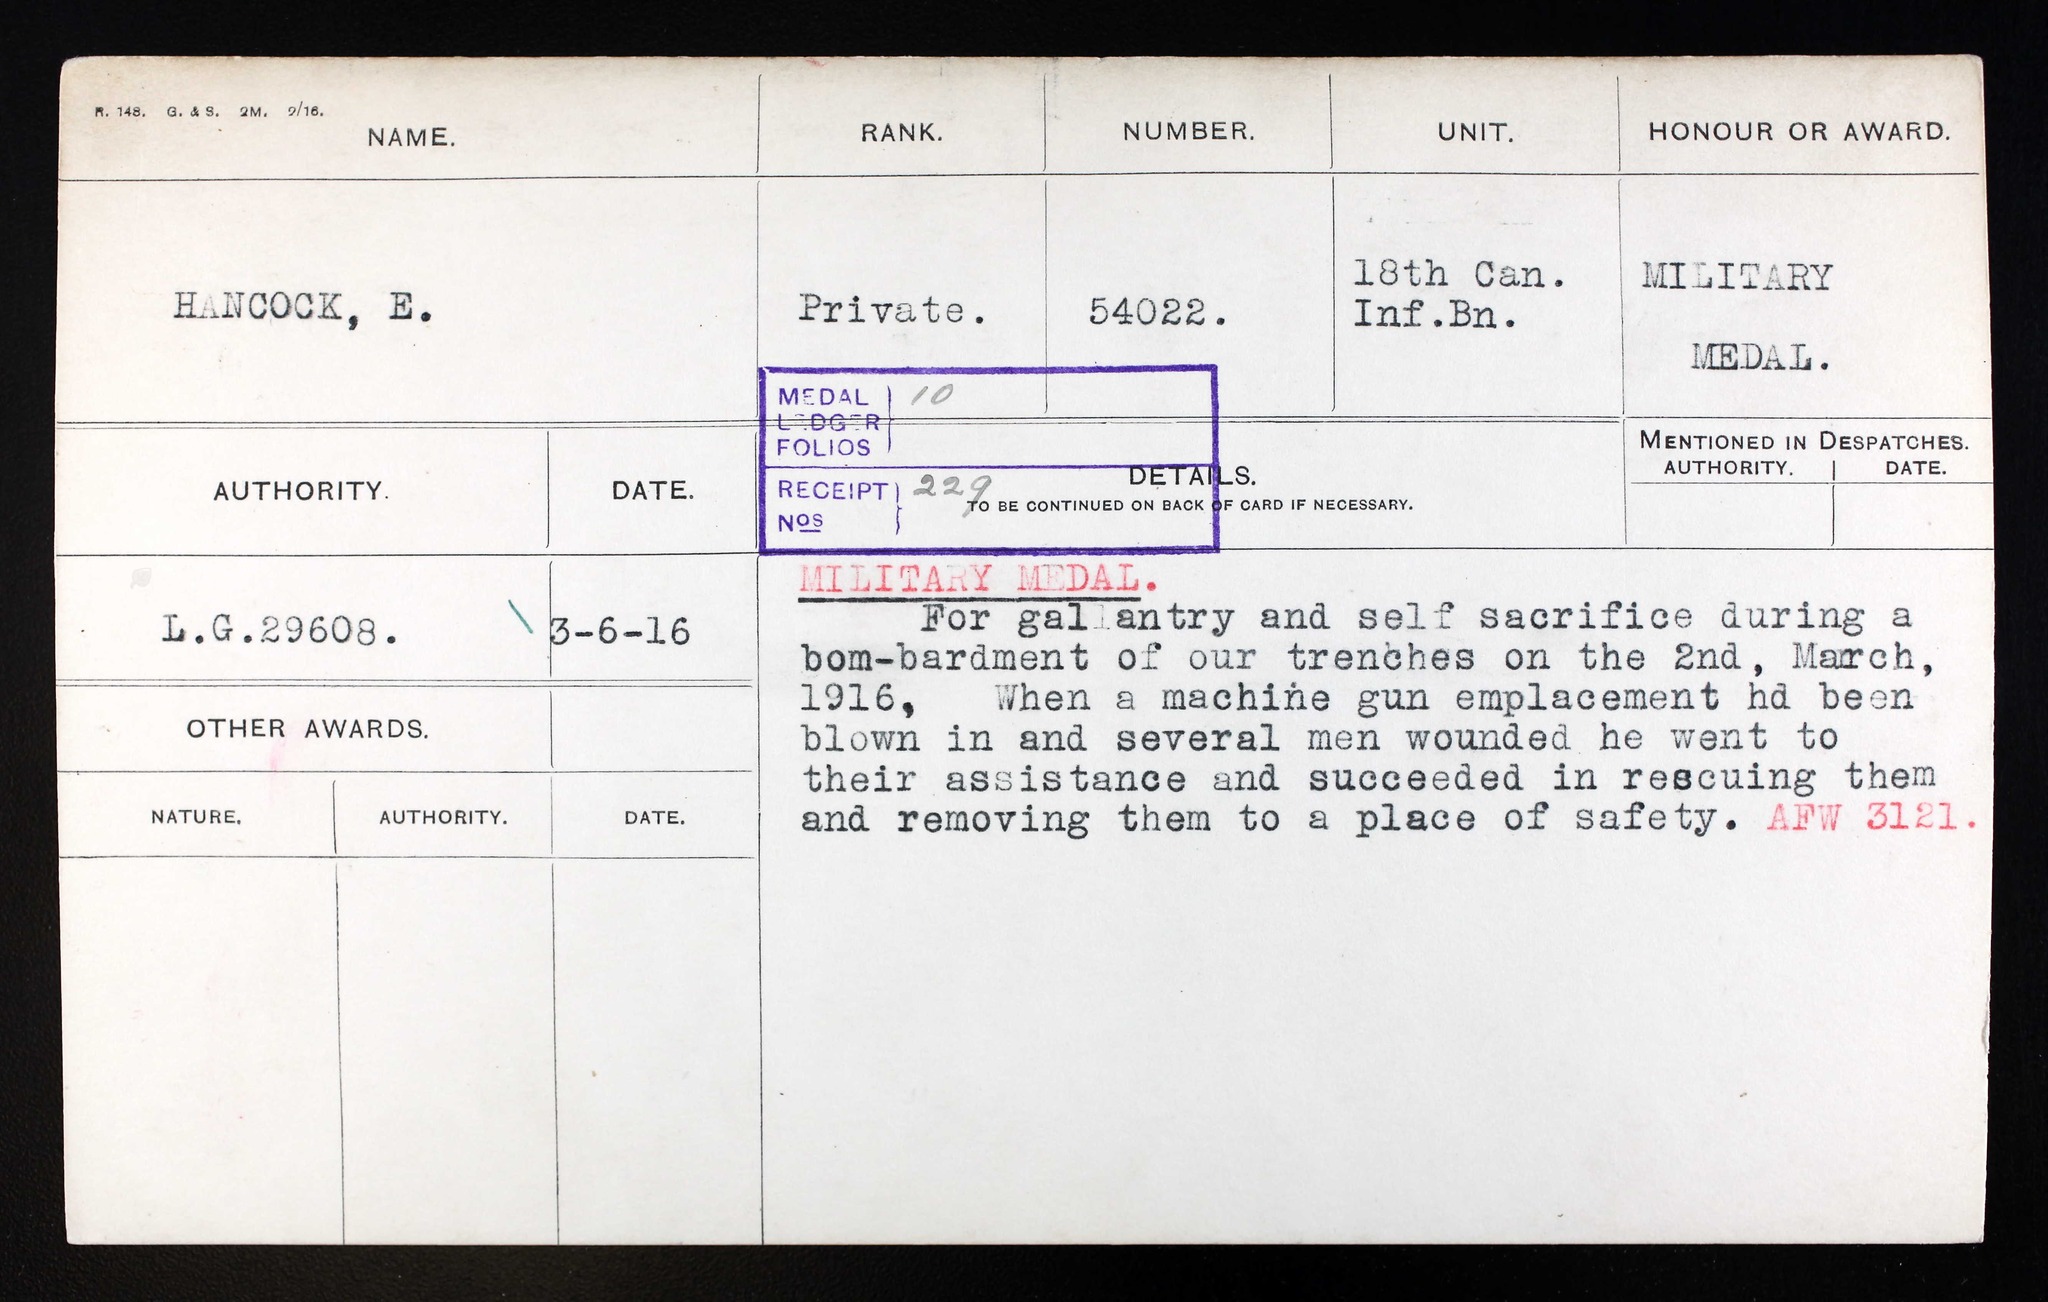 R. 148. G. & S. 2M. 9/16.
NAME. RANK. NUMBER. UNIT. HONOUR OR AWARD.
HANCOCK, E. Private. 54022. 18th Can. Inf.Bn. MILITARY MEDAL.
MEDAL LEDGER FOLIOS 10
RECEIPT Nos 229
AUTHORITY. DATE. DETAILS.
TO BE CONTINUED ON BACK OF CARD IF NECESSARY.
MENTIONED IN DESPATCHES.
AUTHORITY. DATE.
L.G.29608. 3-6-16
OTHER AWARDS.
NATURE. AUTHORITY. DATE.
MILITARY MEDAL.
For gallantry and self sacrifice during a
bom-bardment of our trenches on the 2nd, March,
1916, When a machine gun emplacement hd been
blown in and several men wounded he went to
their assistance and succeeded in rescuing them
and removing them to a place of safety. AFW 3121.